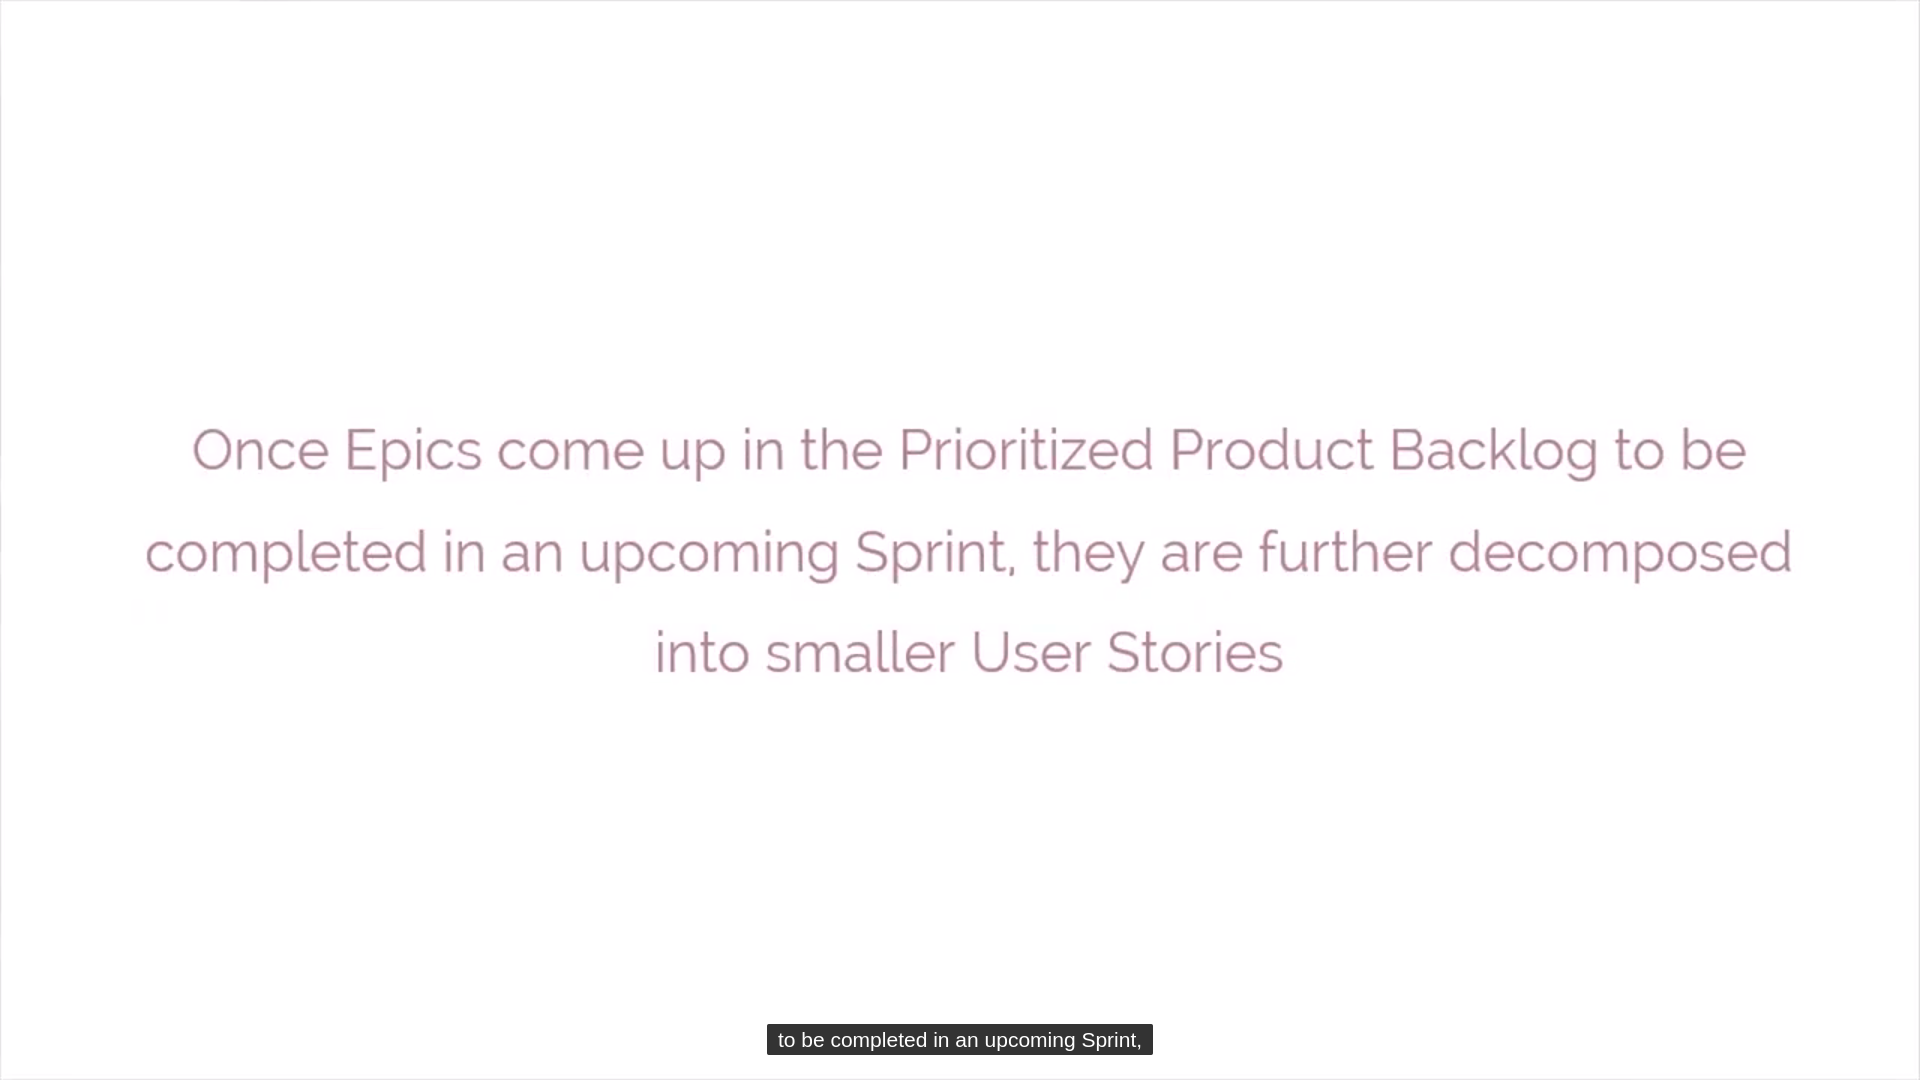 Once Epics come up in the Prioritized Product Backlog to be
completed in an upcoming Sprint, they are further decomposed
into smaller User Stories
to be completed in an upcoming Sprint,